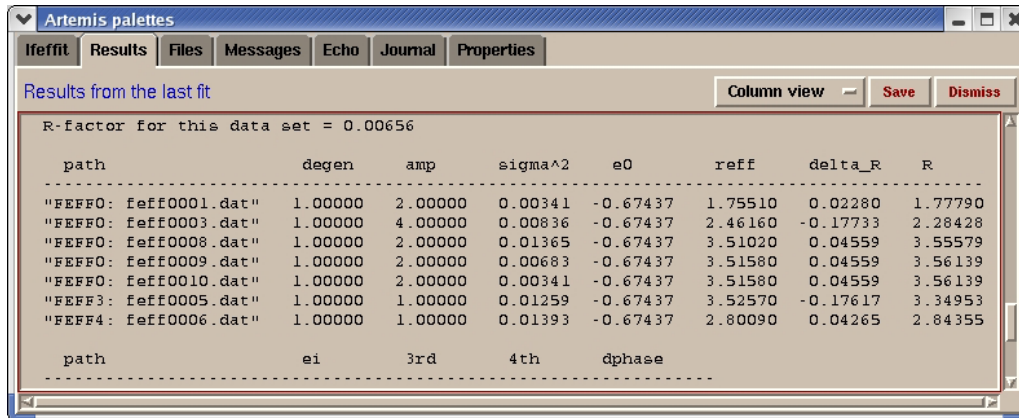 Artemis palettes
Ifeffit Results Files Messages Echo Journal Properties
Results from the last fit Column view Save Dismiss
R-factor for this data set = 0.00656
path degen amp sigma^2 e0 reff delta_R R
"FEFF0: feff0001.dat" 1.00000 2.00000 0.00341 -0.67437 1.75510 0.02280 1.77790
"FEFF0: feff0003.dat" 1.00000 4.00000 0.00836 -0.67437 2.46160 -0.17733 2.28428
"FEFF0: feff0008.dat" 1.00000 2.00000 0.01365 -0.67437 3.51020 0.04559 3.55579
"FEFF0: feff0009.dat" 1.00000 2.00000 0.00683 -0.67437 3.51580 0.04559 3.56139
"FEFF0: feff0010.dat" 1.00000 2.00000 0.00341 -0.67437 3.51580 0.04559 3.56139
"FEFF3: feff0005.dat" 1.00000 1.00000 0.01259 -0.67437 3.52570 -0.17617 3.34953
"FEFF4: feff0006.dat" 1.00000 1.00000 0.01393 -0.67437 2.80090 0.04265 2.84355
path ei 3rd 4th dphase